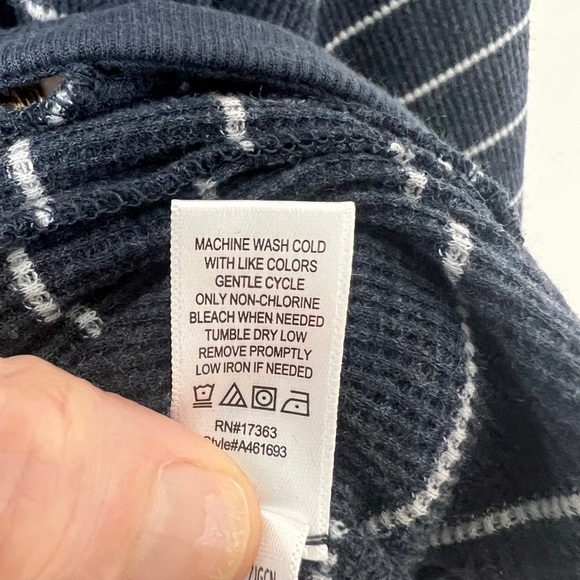 MACHINE WASH COLD
WITH LIKE COLORS
GENTLE CYCLE
ONLY NON-CHLORINE
BLEACH WHEN NEEDED
TUMBLE DRY LOW
REMOVE PROMPTLY
LOW IRON IF NEEDED
RN#17363
Style#A461693